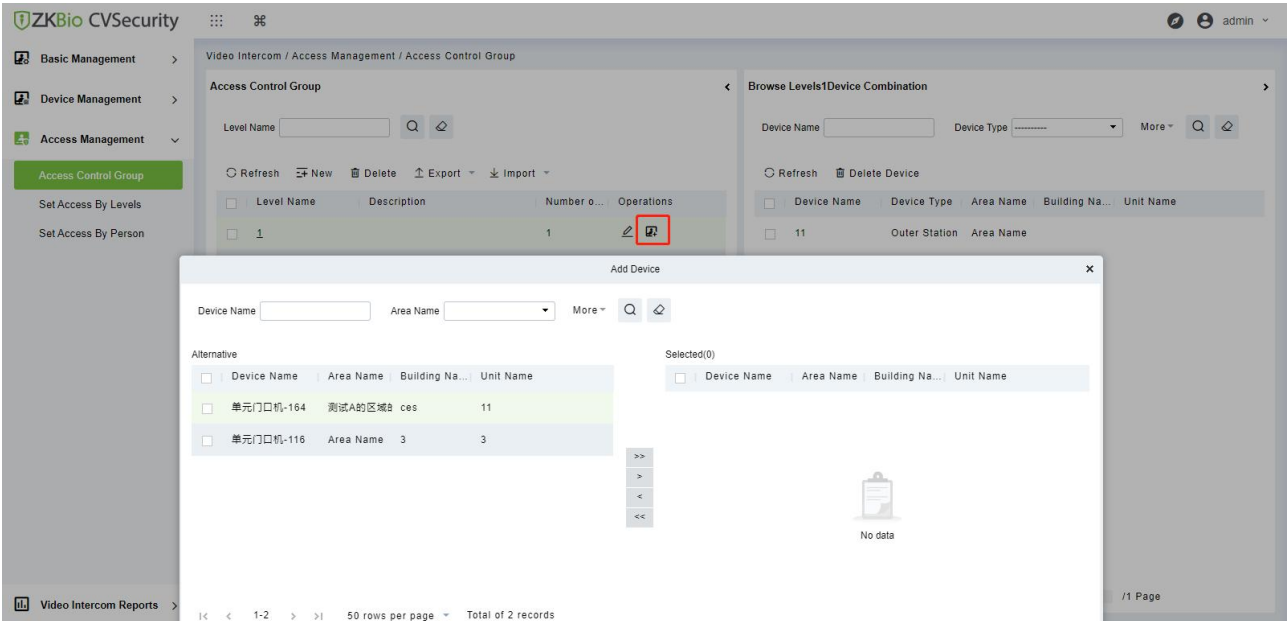 ZKBio CVSecurity
admin
Basic Management
Device Management
Access Management
Access Control Group
Set Access By Levels
Set Access By Person
Video Intercom Reports
Video Intercom / Access Management / Access Control Group
Access Control Group
Level Name
Refresh New Delete Export Import
Level Name Description Number o... Operations
1 1
Browse Levels1Device Combination
Device Name Device Type ---------- More
Refresh Delete Device
Device Name Device Type Area Name Building Na... Unit Name
11 Outer Station Area Name
Add Device
Device Name Area Name More
Alternative
Device Name Area Name Building Na... Unit Name
单元门口机-164 测试A的区域 ces 11
单元门口机-116 Area Name 3 3
>>
>
<
<<
Selected(0)
Device Name Area Name Building Na... Unit Name
No data
|< < 1-2 > >| 50 rows per page Total of 2 records
/1 Page